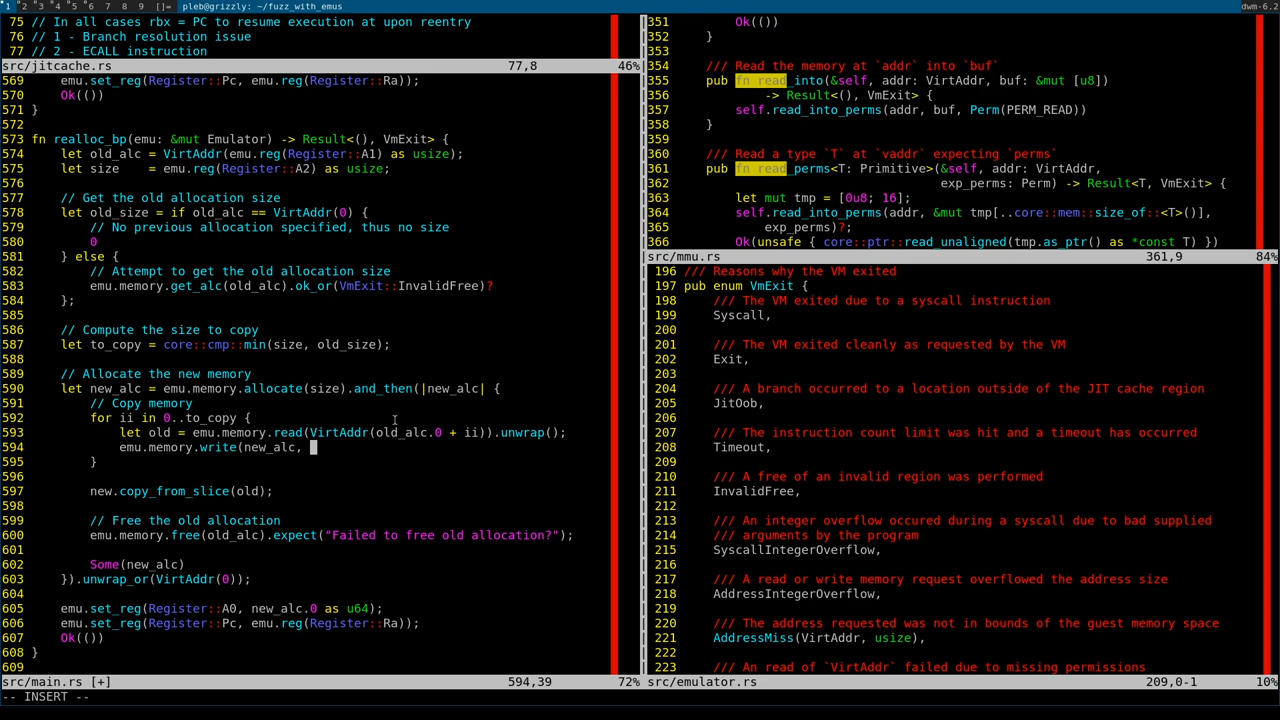 1 2 3 4 5 6 7 8 9 []= pleb@grizzly: ~/fuzz_with_emus dwm-6.2
75 // In all cases rbx = PC to resume execution at upon reentry
76 // 1 - Branch resolution issue
77 // 2 - ECALL instruction
src/jitcache.rs 77,8 46%
569     emu.set_reg(Register::Pc, emu.reg(Register::Ra));
570     Ok(())
571 }
572
573 fn realloc_bp(emu: &mut Emulator) -> Result<(), VmExit> {
574     let old_alc = VirtAddr(emu.reg(Register::A1) as usize);
575     let size    = emu.reg(Register::A2) as usize;
576
577     // Get the old allocation size
578     let old_size = if old_alc == VirtAddr(0) {
579         // No previous allocation specified, thus no size
580         0
581     } else {
582         // Attempt to get the old allocation size
583         emu.memory.get_alc(old_alc).ok_or(VmExit::InvalidFree)?
584     };
585
586     // Compute the size to copy
587     let to_copy = core::cmp::min(size, old_size);
588
589     // Allocate the new memory
590     let new_alc = emu.memory.allocate(size).and_then(|new_alc| {
591         // Copy memory
592         for ii in 0..to_copy {
593             let old = emu.memory.read(VirtAddr(old_alc.0 + ii)).unwrap();
594             emu.memory.write(new_alc,
595         }
596
597         new.copy_from_slice(old);
598
599         // Free the old allocation
600         emu.memory.free(old_alc).expect("Failed to free old allocation?");
601
602         Some(new_alc)
603     }).unwrap_or(VirtAddr(0));
604
605     emu.set_reg(Register::A0, new_alc.0 as u64);
606     emu.set_reg(Register::Pc, emu.reg(Register::Ra));
607     Ok(())
608 }
609
src/main.rs [+] 594,39 72%
-- INSERT --
351         Ok(())
352     }
353
354     /// Read the memory at `addr` into `buf`
355     pub fn read_into(&self, addr: VirtAddr, buf: &mut [u8])
356             -> Result<(), VmExit> {
357         self.read_into_perms(addr, buf, Perm(PERM_READ))
358     }
359
360     /// Read a type `T` at `vaddr` expecting `perms`
361     pub fn read_perms<T: Primitive>(&self, addr: VirtAddr,
362                                     exp_perms: Perm) -> Result<T, VmExit> {
363         let mut tmp = [0u8; 16];
364         self.read_into_perms(addr, &mut tmp[..core::mem::size_of::<T>()],
365             exp_perms)?;
366         Ok(unsafe { core::ptr::read_unaligned(tmp.as_ptr() as *const T) })
src/mmu.rs 361,9 84%
196 /// Reasons why the VM exited
197 pub enum VmExit {
198     /// The VM exited due to a syscall instruction
199     Syscall,
200
201     /// The VM exited cleanly as requested by the VM
202     Exit,
203
204     /// A branch occurred to a location outside of the JIT cache region
205     JitOob,
206
207     /// The instruction count limit was hit and a timeout has occurred
208     Timeout,
209
210     /// A free of an invalid region was performed
211     InvalidFree,
212
213     /// An integer overflow occured during a syscall due to bad supplied
214     /// arguments by the program
215     SyscallIntegerOverflow,
216
217     /// A read or write memory request overflowed the address size
218     AddressIntegerOverflow,
219
220     /// The address requested was not in bounds of the guest memory space
221     AddressMiss(VirtAddr, usize),
222
223     /// An read of `VirtAddr` failed due to missing permissions
src/emulator.rs 209,0-1 10%